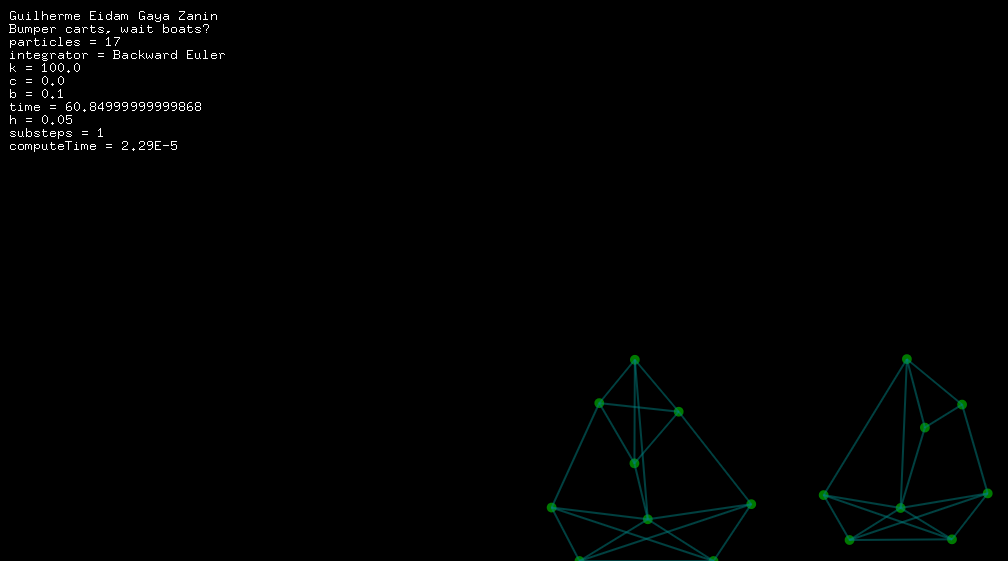 Guilherme Eidam Gaya Zanin
Bumper carts, wait boats?
particles = 17
integrator = Backward Euler
k = 100.0
c = 0.0
b = 0.1
time = 60.84999999999868
h = 0.05
substeps = 1
computeTime = 2.29E-5